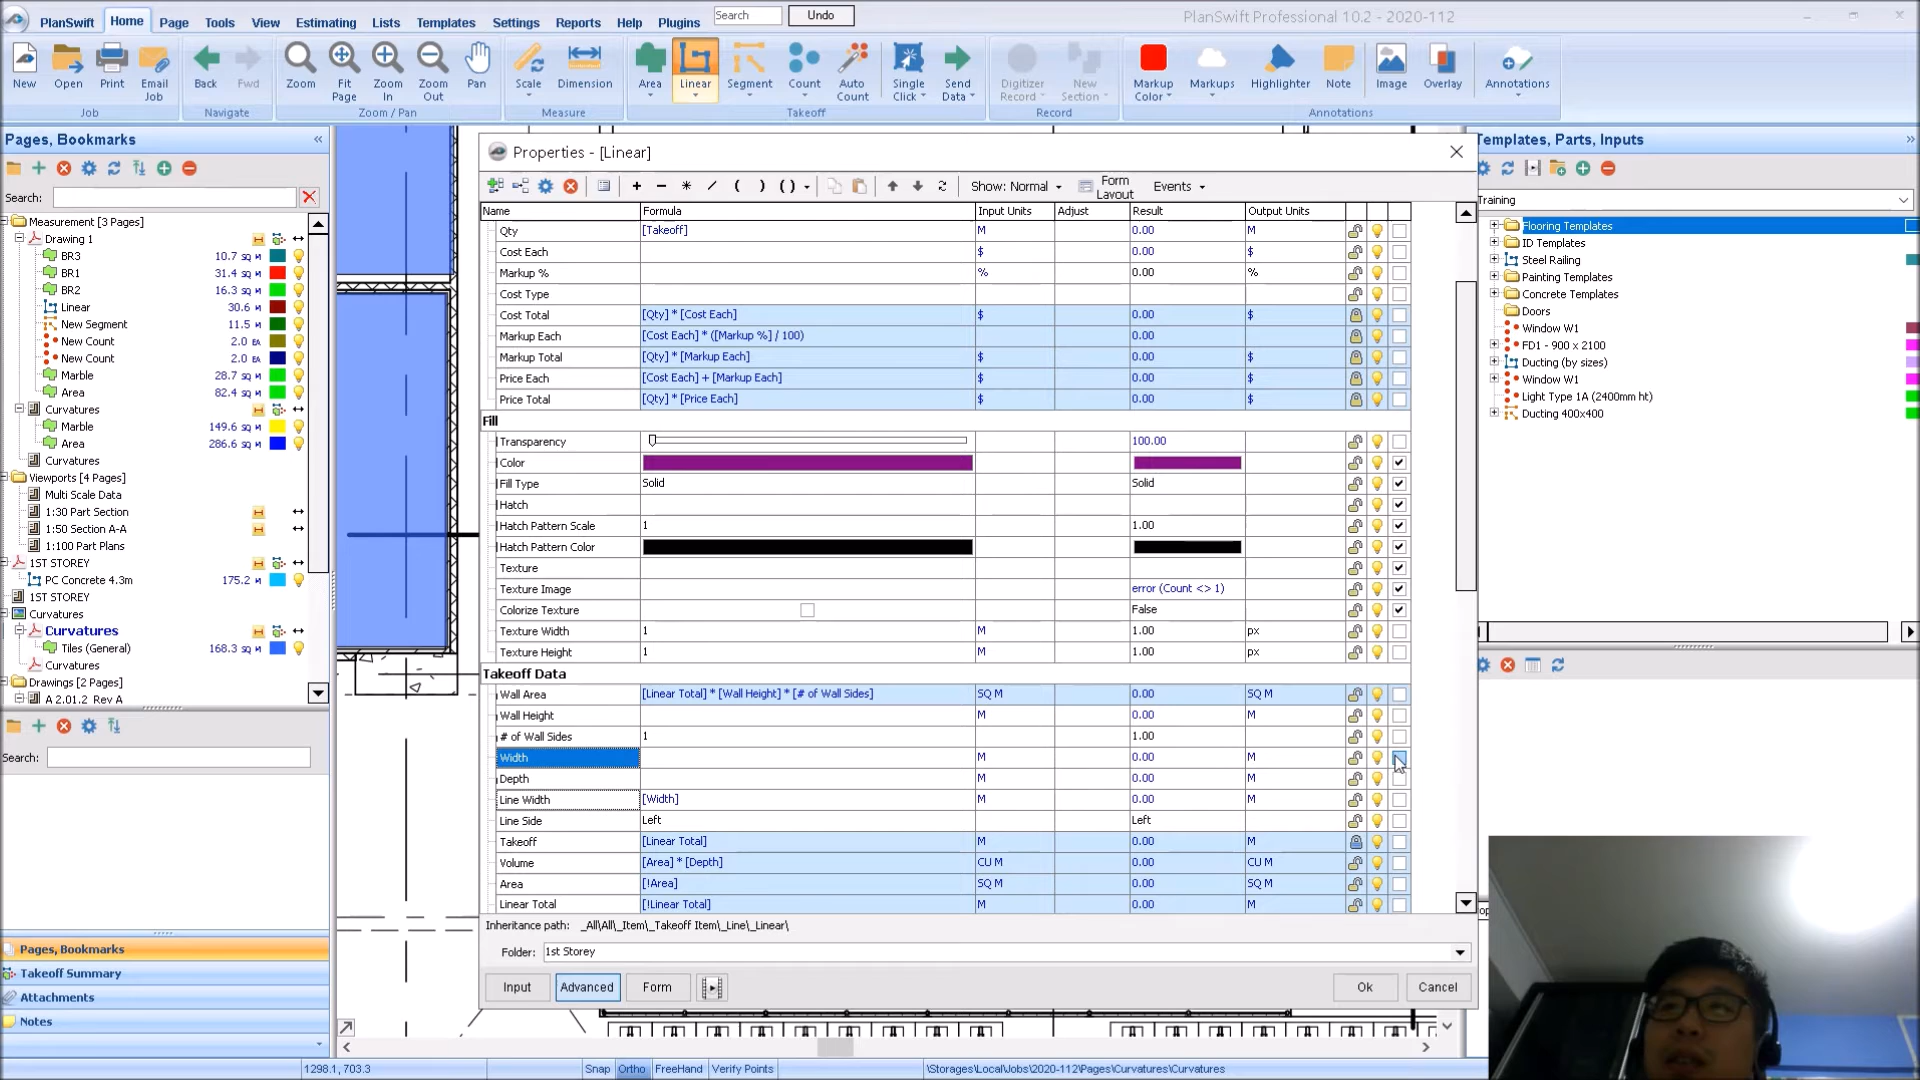 PlanSwift Home Page Tools View Estimating Lists Templates Settings Reports Help Plugins Search Undo PlanSwift Professional 10.2 - 2020-112
New Open Print Email Job Back Fwd Zoom Fit Page Zoom In Zoom Out Pan Scale Dimension Area Linear Segment Count Auto Count Single Click Send Data Digitizer Record New Section Markup Color Markups Highlighter Note Image Overlay Annotations
Job Navigate Zoom / Pan Measure Takeoff Record Annotations
Pages, Bookmarks
Search:
Measurement [3 Pages]
Drawing 1
BR3 10.7 SQ M
BR1 31.4 SQ M
BR2 16.3 SQ M
Linear 30.6 M
New Segment 11.5 M
New Count 2.0 EA
New Count 2.0 EA
Marble 28.7 SQ M
Area 82.4 SQ M
Curvatures
Marble 149.6 SQ M
Area 286.6 SQ M
Curvatures
Viewports [4 Pages]
Multi Scale Data
1:30 Part Section
1:50 Section A-A
1:100 Part Plans
1ST STOREY
PC Concrete 4.3m 175.2 M
1ST STOREY
Curvatures
Curvatures
Tiles (General) 168.3 SQ M
Curvatures
Drawings [2 Pages]
A 2.01.2 Rev A
Search:
Pages, Bookmarks
Takeoff Summary
Attachments
Notes
Properties - [Linear]
Show: Normal Form Layout Events
Name Formula Input Units Adjust Result Output Units
Qty [Takeoff] M 0.00 M
Cost Each $ 0.00 $
Markup % % 0.00 %
Cost Type
Cost Total [Qty] * [Cost Each] $ 0.00 $
Markup Each [Cost Each] * ([Markup %] / 100) 0.00
Markup Total [Qty] * [Markup Each] $ 0.00 $
Price Each [Cost Each] + [Markup Each] $ 0.00 $
Price Total [Qty] * [Price Each] $ 0.00 $
Fill
Transparency 100.00
Color
Fill Type Solid Solid
Hatch
Hatch Pattern Scale 1 1.00
Hatch Pattern Color
Texture
Texture Image error (Count <> 1)
Colorize Texture False
Texture Width 1 M 1.00 px
Texture Height 1 M 1.00 px
Takeoff Data
Wall Area [Linear Total] * [Wall Height] * [# of Wall Sides] SQ M 0.00 SQ M
Wall Height M 0.00 M
# of Wall Sides 1 1.00
Width M 0.00 M
Depth M 0.00 M
Line Width [Width] M 0.00 M
Line Side Left Left
Takeoff [Linear Total] M 0.00 M
Volume [Area] * [Depth] CU M 0.00 CU M
Area [!Area] SQ M 0.00 SQ M
Linear Total [!Linear Total] M 0.00 M
Inheritance path: _All\All\_Item\_Takeoff Item\_Line\_Linear\
Folder: 1st Storey
Input Advanced Form Ok Cancel
Templates, Parts, Inputs
Training
Flooring Templates
ID Templates
Steel Railing
Painting Templates
Concrete Templates
Doors
Window W1
FD1 - 900 x 2100
Ducting (by sizes)
Window W1
Light Type 1A (2400mm ht)
Ducting 400x400
1298.1, 703.3 Snap Ortho FreeHand Verify Points \Storages\Local\Jobs\2020-112\Pages\Curvatures\Curvatures